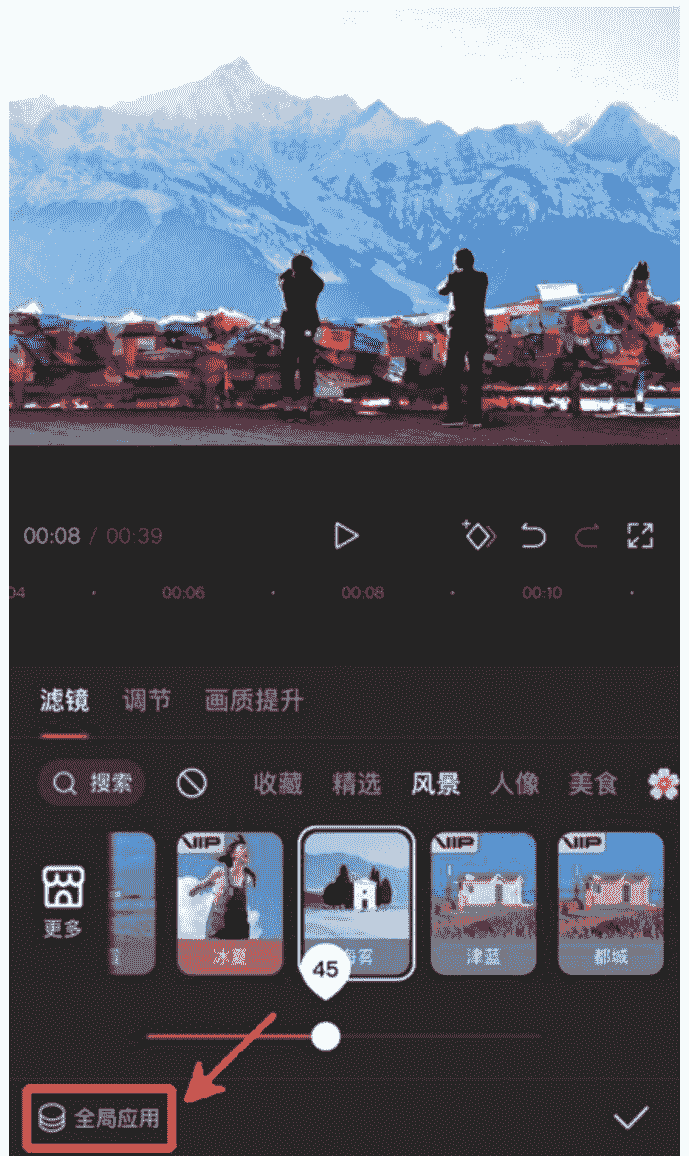 00:08 / 00:39
04 00:06 00:08 00:10
滤镜 调节 画质提升
搜索 收藏 精选 风景 人像 美食
VIP VIP VIP
更多 冰夏 津蓝 都城
45
全局应用